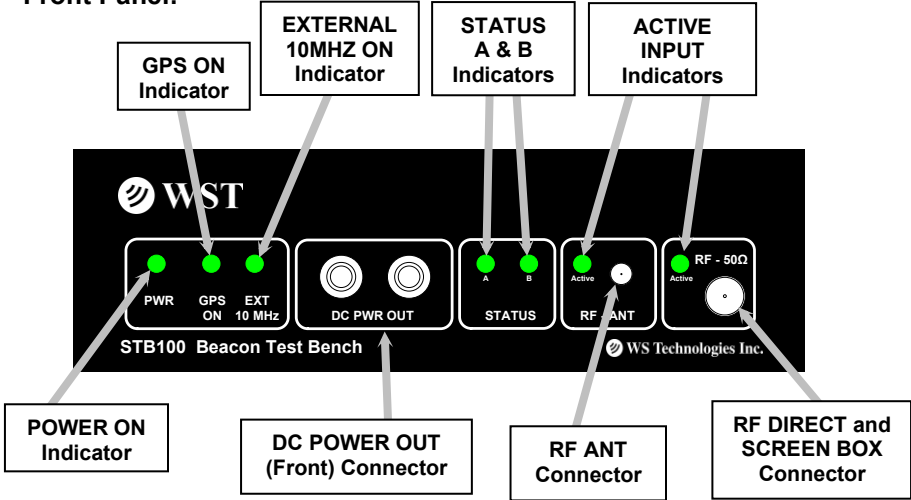 Front Panel:
EXTERNAL
10MHZ ON
Indicator
STATUS
A & B
Indicators
ACTIVE
INPUT
Indicators
GPS ON
Indicator
WST
PWR
GPS
ON
EXT
10 MHz
DC PWR OUT
A
B
STATUS
Active
RF - ANT
Active
RF - 50Ω
STB100 Beacon Test Bench
WS Technologies Inc.
POWER ON
Indicator
DC POWER OUT
(Front) Connector
RF ANT
Connector
RF DIRECT and
SCREEN BOX
Connector